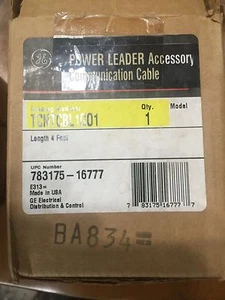 GE
POWER LEADER Accessory
Communication Cable
Qty.
Model
1
Length 4 Feet
UPC Number
783175-16777
E313=
Made in USA
GE Electrical
Distribution & Control
7 83175 16777 7
BA834=